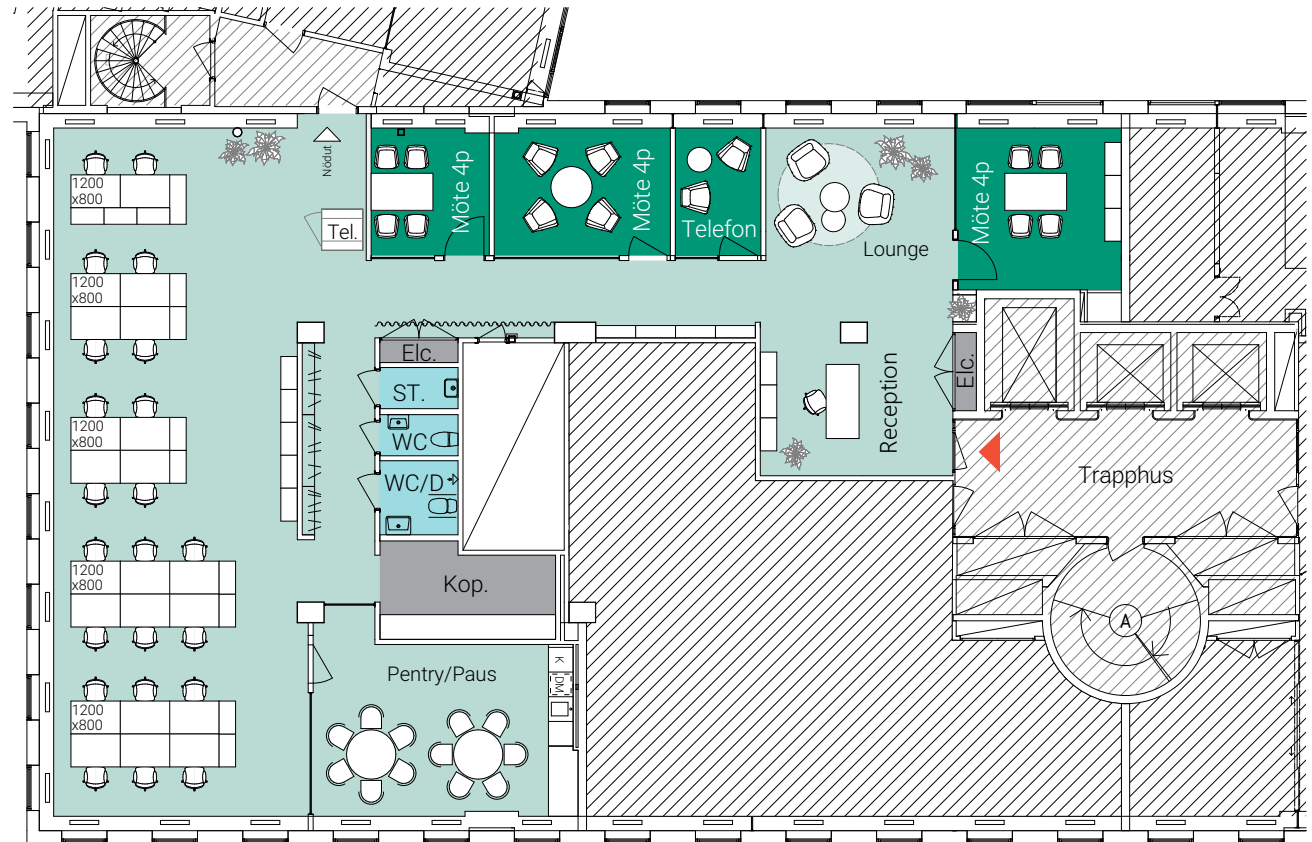 Nödut
Tel.
Möte 4p
Möte 4p
Telefon
Lounge
Möte 4p
1200
x800
1200
x800
1200
x800
1200
x800
1200
x800
Elc.
ST.
WC
WC/D
Kop.
Reception
Elc.
Trapphus
A
Pentry/Paus
K
DM